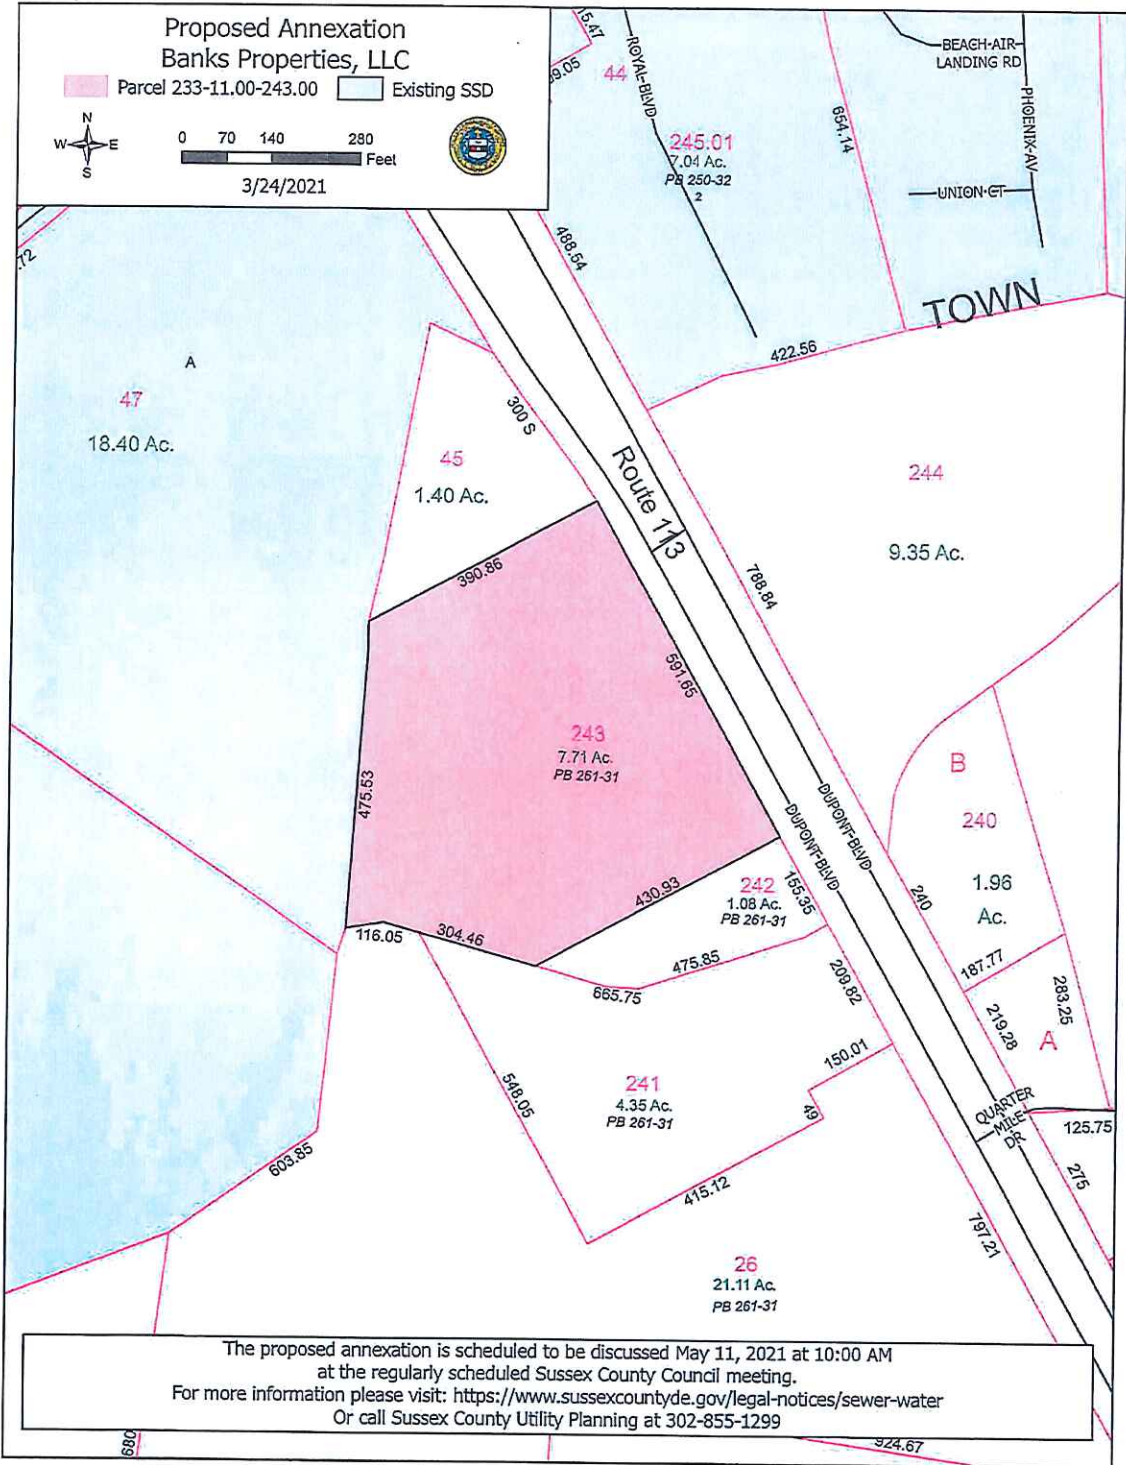 Proposed Annexation
Banks Properties, LLC
Parcel 233-11.00-243.00
Existing SSD
N
W E
S
0 70 140 280
Feet
3/24/2021
15.47
44
ROYAL BLVD
245.01
7.04 Ac.
PB 250-32
2
654.14
BEACH-AIR
LANDING RD
PHOENIX-AV
UNION-CT
.72
488.54
TOWN
422.56
A
47
18.40 Ac.
300 S
45
1.40 Ac.
Route 113
244
9.35 Ac.
390.86
788.84
591.65
243
7.71 Ac.
PB 261-31
475.53
B
240
1.96
Ac.
DUPONT-BLVD
DUPONT-BLVD
430.93
242
1.08 Ac.
PB 261-31
155.35
240
116.05
304.46
475.85
665.75
209.82
187.77
283.25
219.28
A
150.01
548.05
241
4.35 Ac.
PB 261-31
49
QUARTER
MILE
DR
125.75
603.85
415.12
275
797.21
26
21.11 Ac.
PB 261-31
The proposed annexation is scheduled to be discussed May 11, 2021 at 10:00 AM
at the regularly scheduled Sussex County Council meeting.
For more information please visit: https://www.sussexcountyde.gov/legal-notices/sewer-water
Or call Sussex County Utility Planning at 302-855-1299
680
924.67